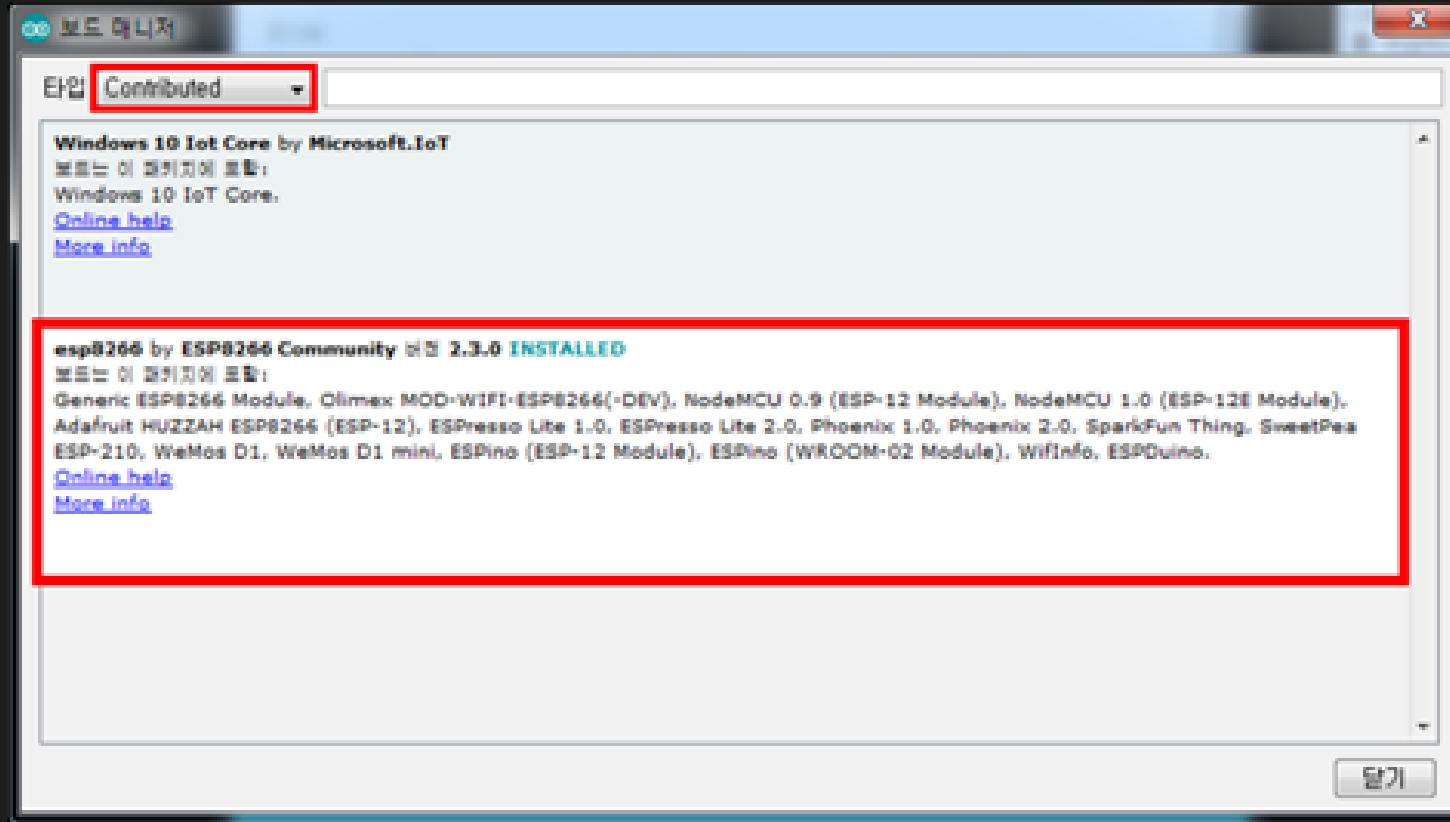 보드 매니저
타입 Contributed
Windows 10 Iot Core by Microsoft.IoT
보드는 이 패키지에 포함:
Windows 10 IoT Core.
Online help
More info
esp8266 by ESP8266 Community 버전 2.3.0 INSTALLED
보드는 이 패키지에 포함:
Generic ESP8266 Module, Olimex MOD-WIFI-ESP8266(-DEV), NodeMCU 0.9 (ESP-12 Module), NodeMCU 1.0 (ESP-12E Module),
Adafruit HUZZAH ESP8266 (ESP-12), ESPresso Lite 1.0, ESPresso Lite 2.0, Phoenix 1.0, Phoenix 2.0, SparkFun Thing, SweetPea
ESP-210, WeMos D1, WeMos D1 mini, ESPino (ESP-12 Module), ESPino (WROOM-02 Module), WifInfo, ESPDuino.
Online help
More info
닫기